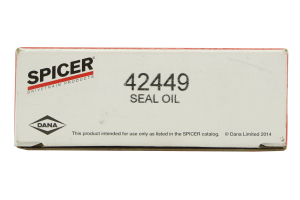 SPICER
DRIVETRAIN PRODUCTS
42449
SEAL OIL
DANA
This product intended for use only as listed in the SPICER catalog. © Dana Limited 2014